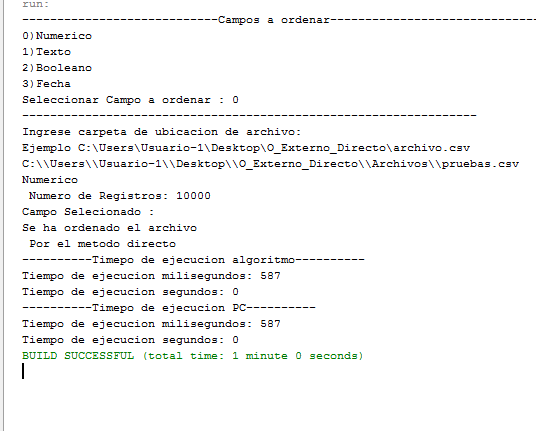 run:
----------------------------Campos a ordenar------------------------------
0)Numerico
1)Texto
2)Booleano
3)Fecha
Seleccionar Campo a ordenar : 0
-----------------------------------------------------------------
Ingrese carpeta de ubicacion de archivo:
Ejemplo C:\Users\Usuario-1\Desktop\O_Externo_Directo\archivo.csv
C:\\Users\\Usuario-1\\Desktop\\O_Externo_Directo\\Archivos\\pruebas.csv
Numerico
Numero de Registros: 10000
Campo Selecionado :
Se ha ordenado el archivo
Por el metodo directo
----------Timepo de ejecucion algoritmo----------
Tiempo de ejecucion milisegundos: 587
Tiempo de ejecucion segundos: 0
----------Timepo de ejecucion PC----------
Tiempo de ejecucion milisegundos: 587
Tiempo de ejecucion segundos: 0
BUILD SUCCESSFUL (total time: 1 minute 0 seconds)